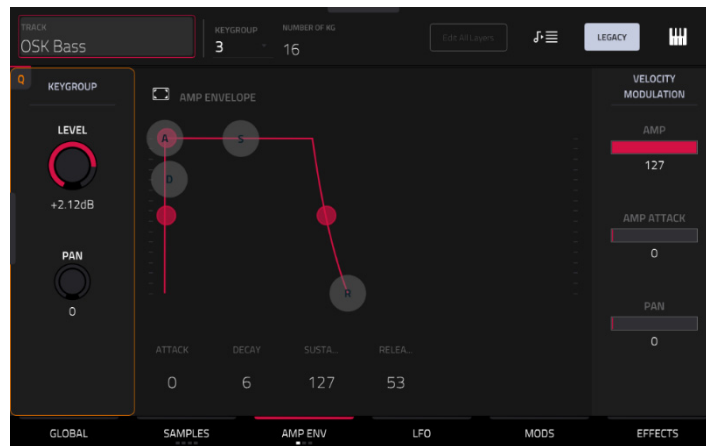 TRACK
OSK Bass
KEYGROUP
3
NUMBER OF KG
16
Edit All Layers
LEGACY
Q
KEYGROUP
LEVEL
+2.12dB
PAN
0
AMP ENVELOPE
A
S
D
R
ATTACK DECAY SUSTA... RELEA...
0 6 127 53
VELOCITY
MODULATION
AMP
127
AMP ATTACK
0
PAN
0
GLOBAL SAMPLES AMP ENV LFO MODS EFFECTS